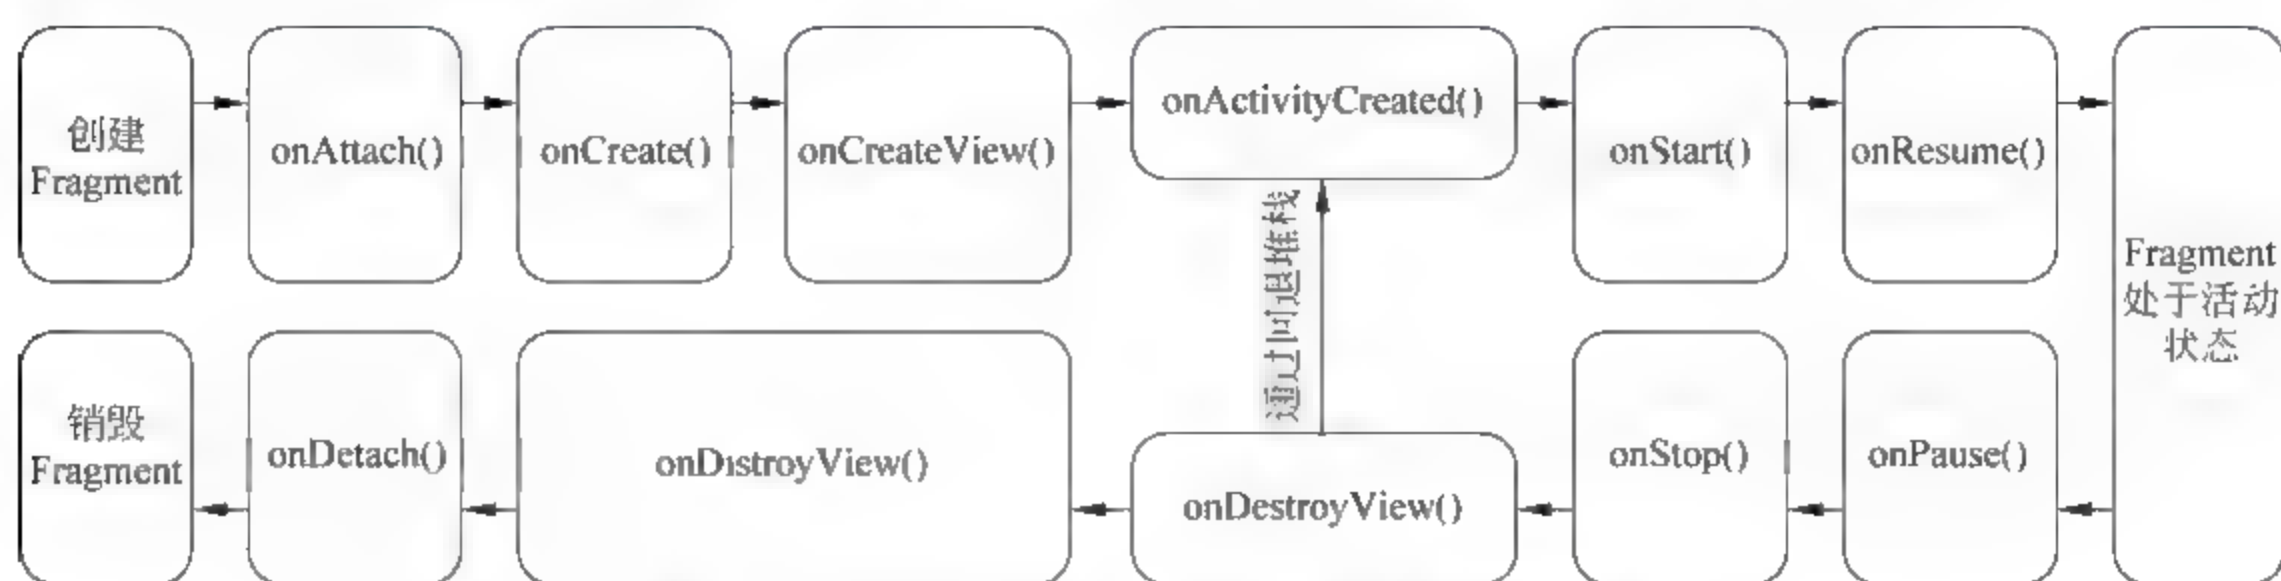 创建
Fragment
onAttach()
onCreate()
onCreateView()
onActivityCreated()
onStart()
onResume()
Fragment
处于活动
状态
通过回退堆栈
销毁
Fragment
onDetach()
onDistroyView()
onDestroyView()
onStop()
onPause()